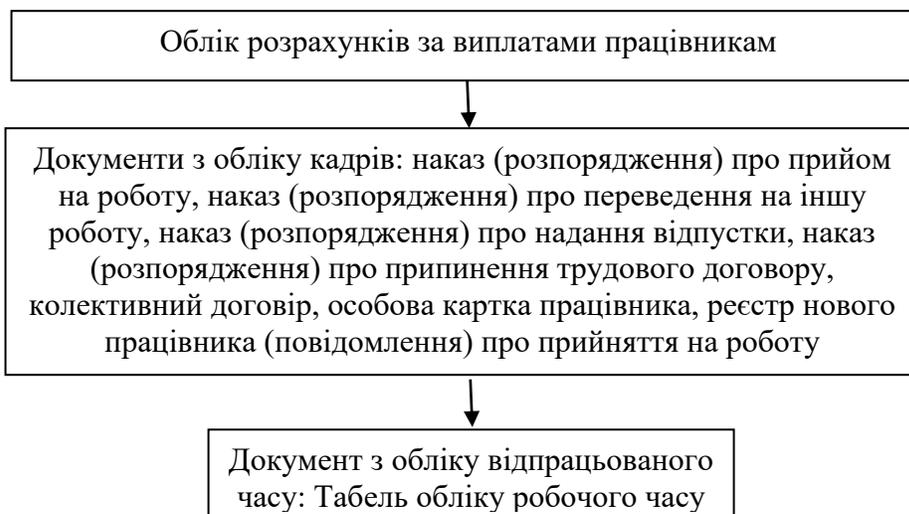 Облік розрахунків за виплатами працівникам
Документи з обліку кадрів: наказ (розпорядження) про прийом
на роботу, наказ (розпорядження) про переведення на іншу
роботу, наказ (розпорядження) про надання відпустки, наказ
(розпорядження) про припинення трудового договору,
колективний договір, особова картка працівника, реєстр нового
працівника (повідомлення) про прийняття на роботу
Документ з обліку відпрацьованого
часу: Табель обліку робочого часу